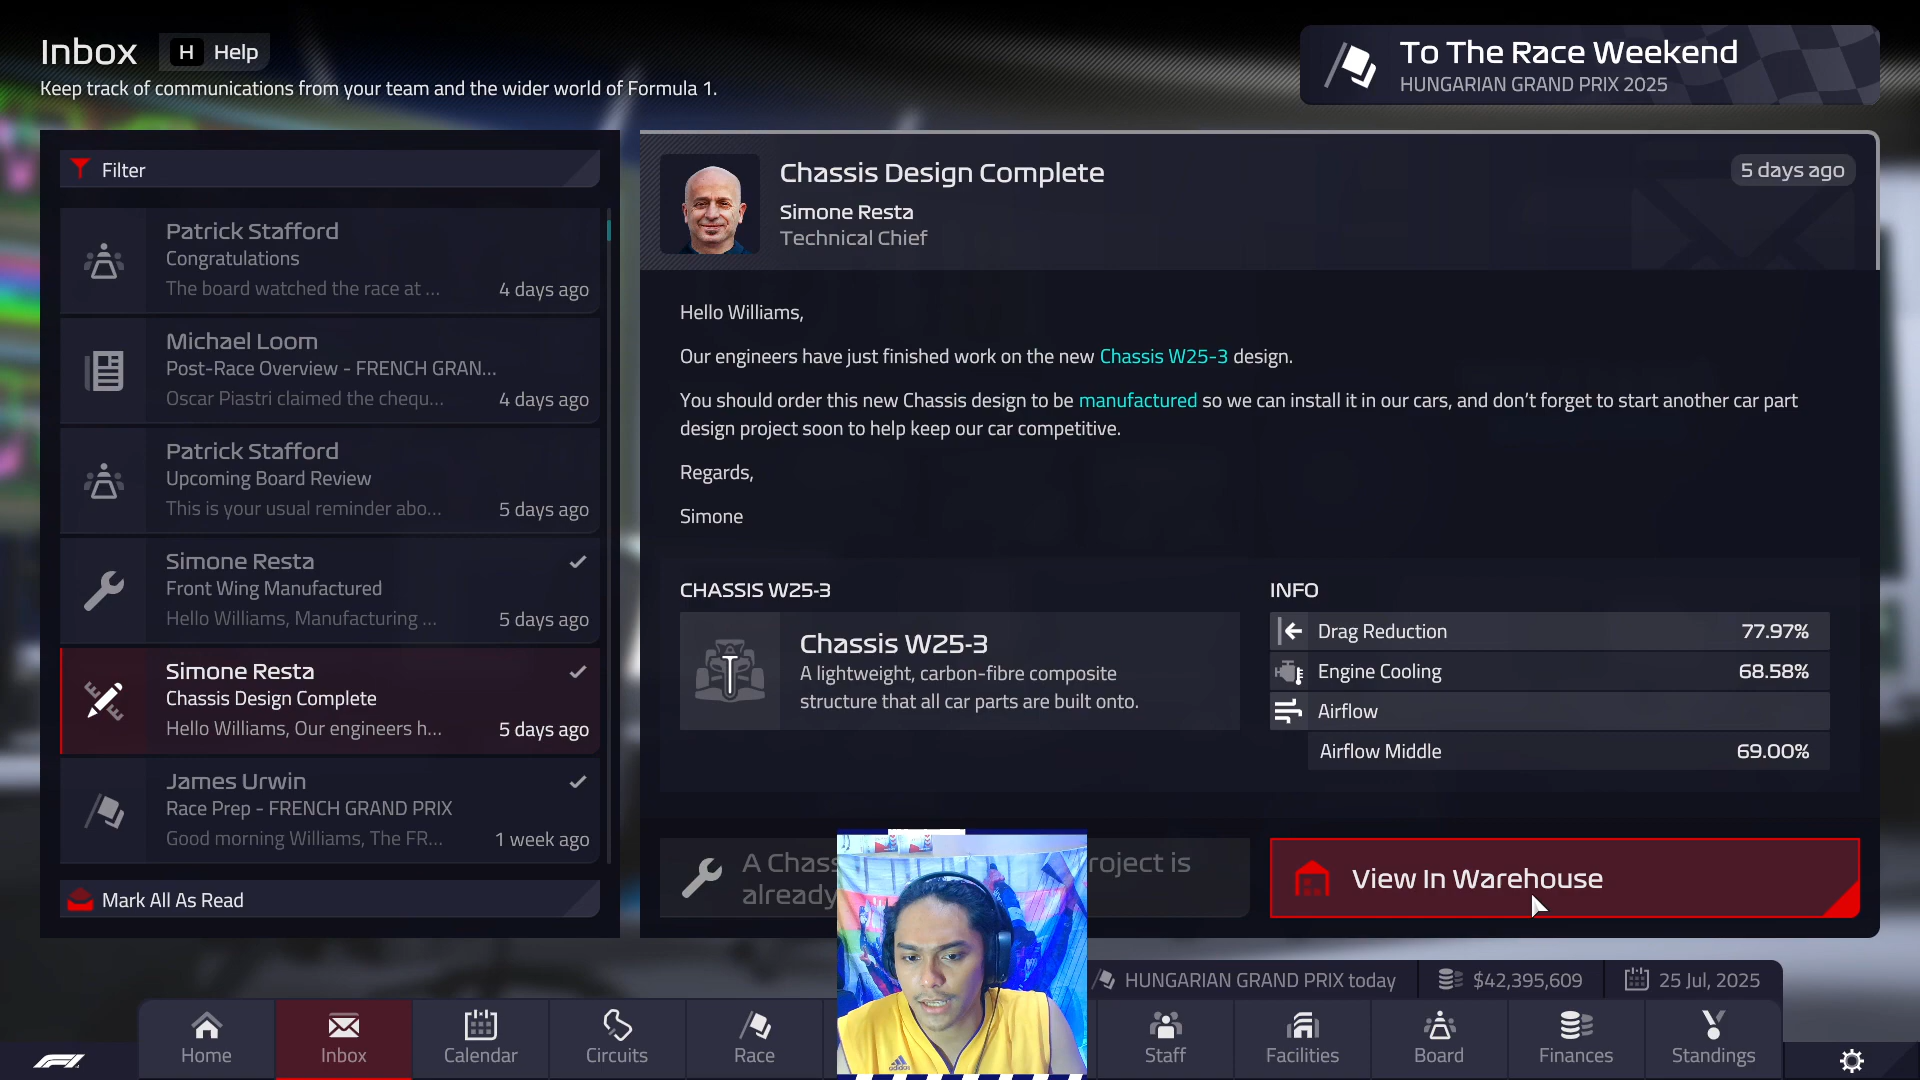 Inbox
H Help
Keep track of communications from your team and the wider world of Formula 1.
To The Race Weekend
HUNGARIAN GRAND PRIX 2025
Filter
Patrick Stafford
Congratulations
The board watched the race at ...
4 days ago
Michael Loom
Post-Race Overview - FRENCH GRAN...
Oscar Piastri claimed the chequ...
4 days ago
Patrick Stafford
Upcoming Board Review
This is your usual reminder abo...
5 days ago
Simone Resta
Front Wing Manufactured
Hello Williams, Manufacturing ...
5 days ago
Simone Resta
Chassis Design Complete
Hello Williams, Our engineers h...
5 days ago
James Urwin
Race Prep - FRENCH GRAND PRIX
Good morning Williams, The FR...
1 week ago
Mark All As Read
Chassis Design Complete
5 days ago
Simone Resta
Technical Chief
Hello Williams,
Our engineers have just finished work on the new Chassis W25-3 design.
You should order this new Chassis design to be manufactured so we can install it in our cars, and don't forget to start another car part
design project soon to help keep our car competitive.
Regards,
Simone
CHASSIS W25-3
Chassis W25-3
A lightweight, carbon-fibre composite
structure that all car parts are built onto.
INFO
Drag Reduction 77.97%
Engine Cooling 68.58%
Airflow
Airflow Middle 69.00%
A Chass roject is
already
View In Warehouse
HUNGARIAN GRAND PRIX today
$42,395,609
25 Jul, 2025
Home
Inbox
Calendar
Circuits
Race
Staff
Facilities
Board
Finances
Standings
adidas